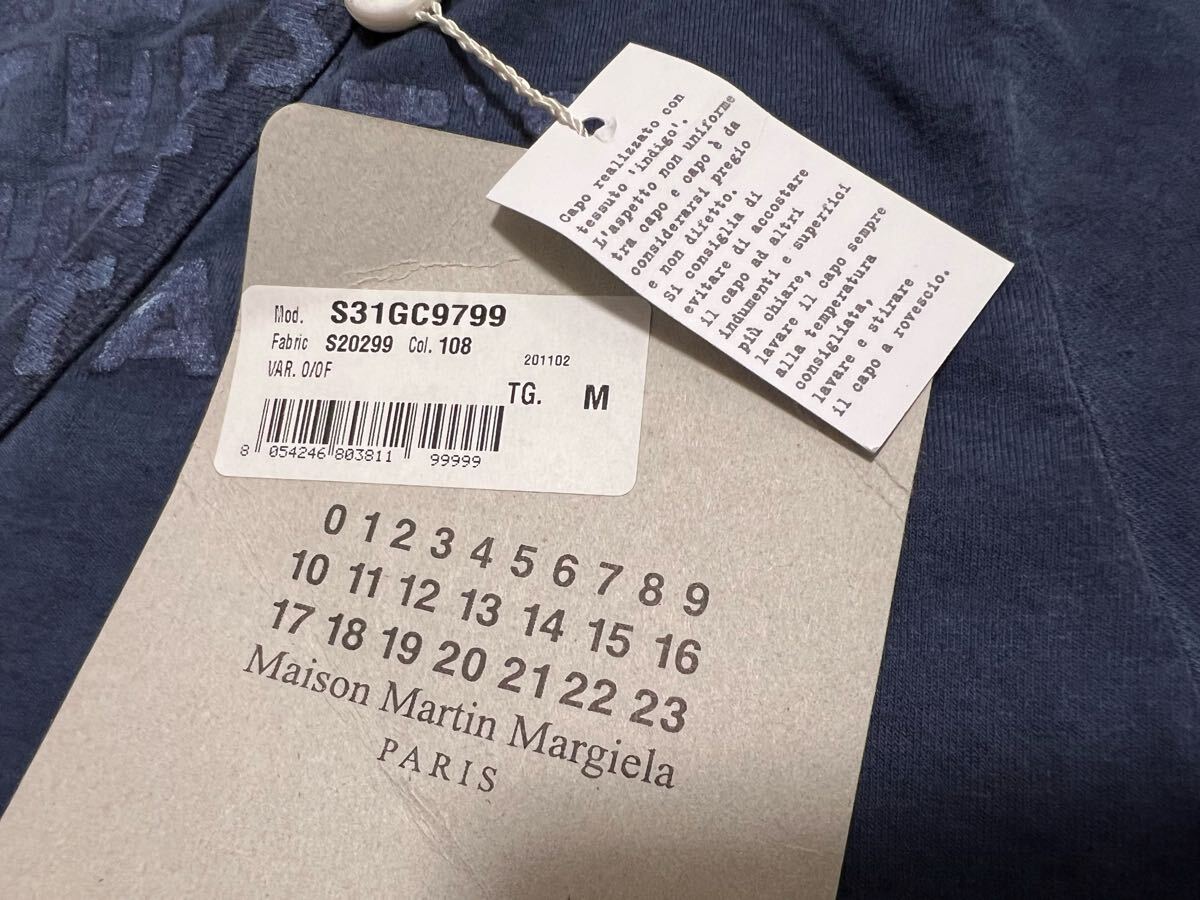 Capo realizzato con
tessuto 'indigo'.
L'aspetto non uniforme
tra capo e capo è da
considerarsi pregio
e non difetto.
Si consiglia di
evitare di accostare
il capo ad altri
indumenti e superfici
più chiare,
lavare il capo sempre
alla temperatura
consigliata,
lavare e stirare
il capo a rovescio.
Mod. S31GC9799
Fabric S20299 Col. 108
201102
VAR. 0/0F
TG. M
8 054246 803811 99999
0 1 2 3 4 5 6 7 8 9
10 11 12 13 14 15 16
17 18 19 20 21 22 23
Maison Martin Margiela
PARIS